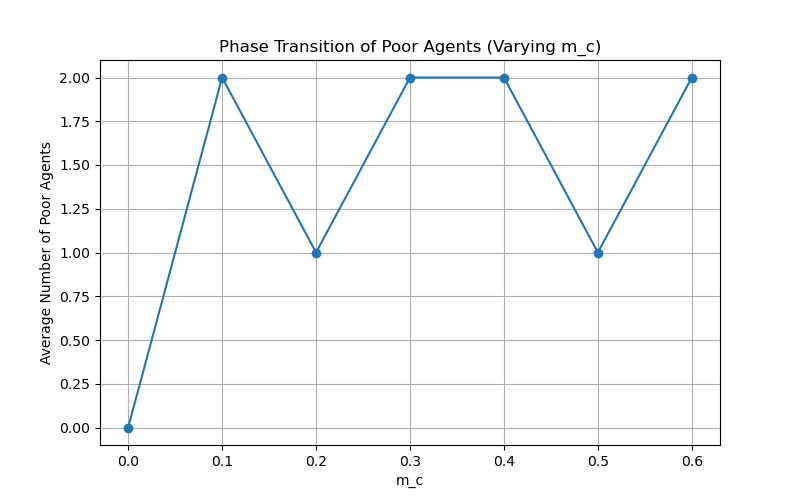 Phase Transition of Poor Agents (Varying m_c)
Average Number of Poor Agents
2.00
1.75
1.50
1.25
1.00
0.75
0.50
0.25
0.00
0.0 0.1 0.2 0.3 0.4 0.5 0.6
m_c